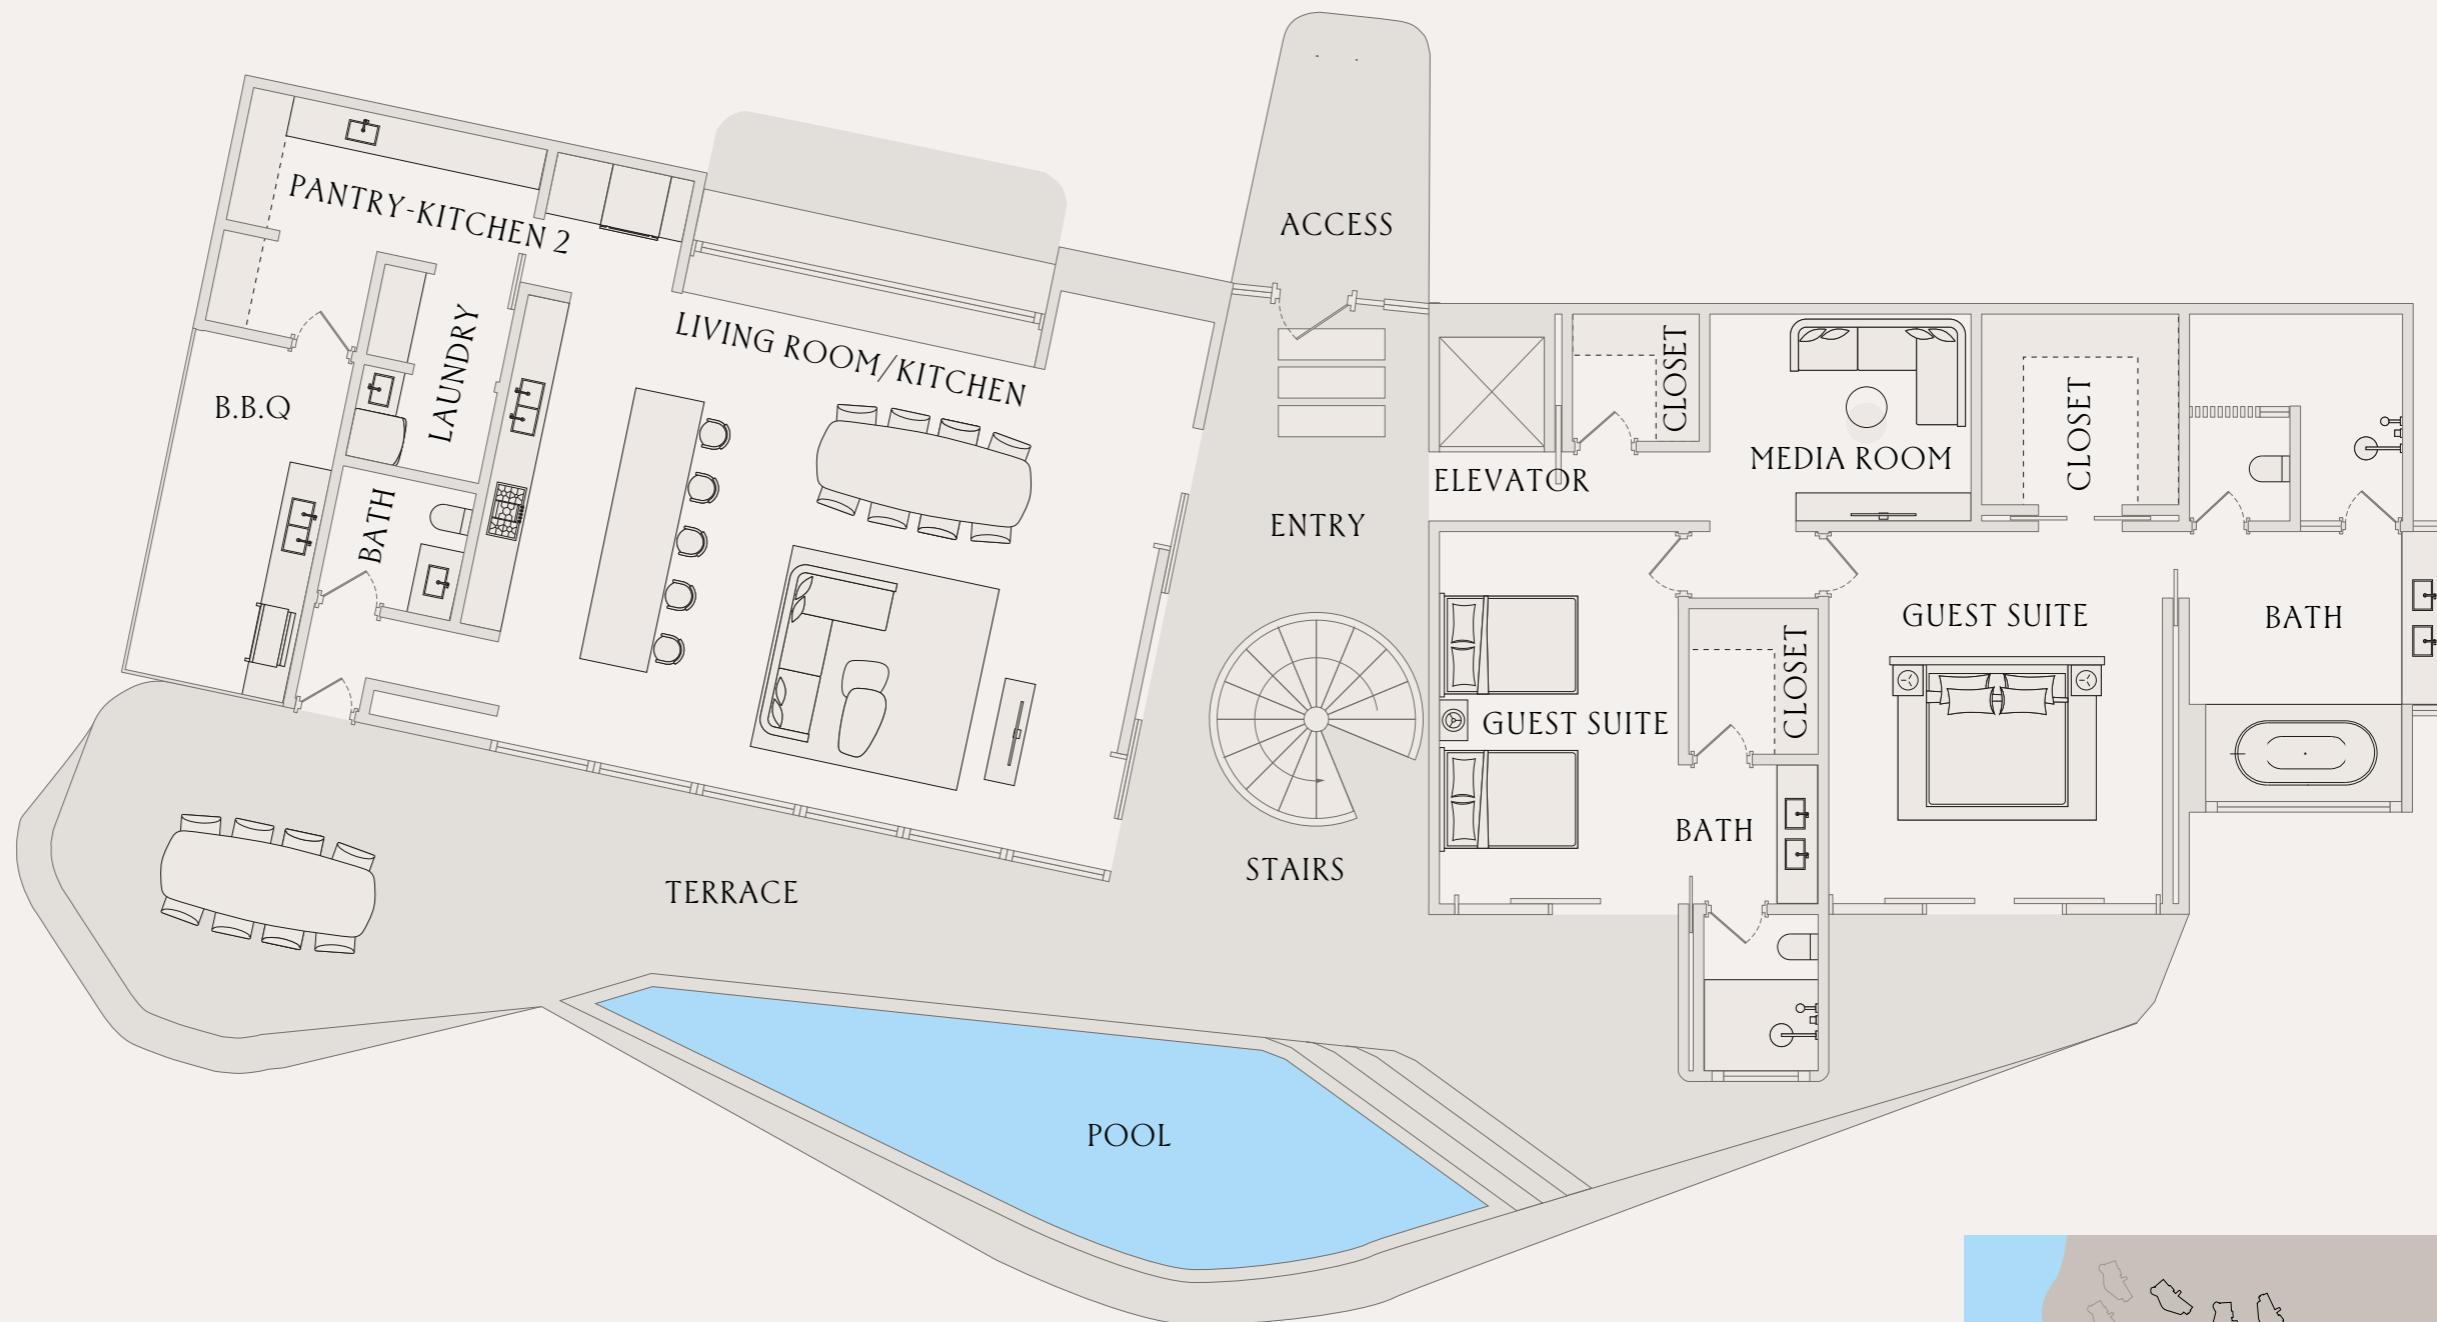 ACCESS
PANTRY-KITCHEN 2
LIVING ROOM/KITCHEN
LAUNDRY
B.B.Q
BATH
ENTRY
ELEVATOR
CLOSET
MEDIA ROOM
CLOSET
GUEST SUITE
BATH
GUEST SUITE
CLOSET
BATH
STAIRS
TERRACE
POOL